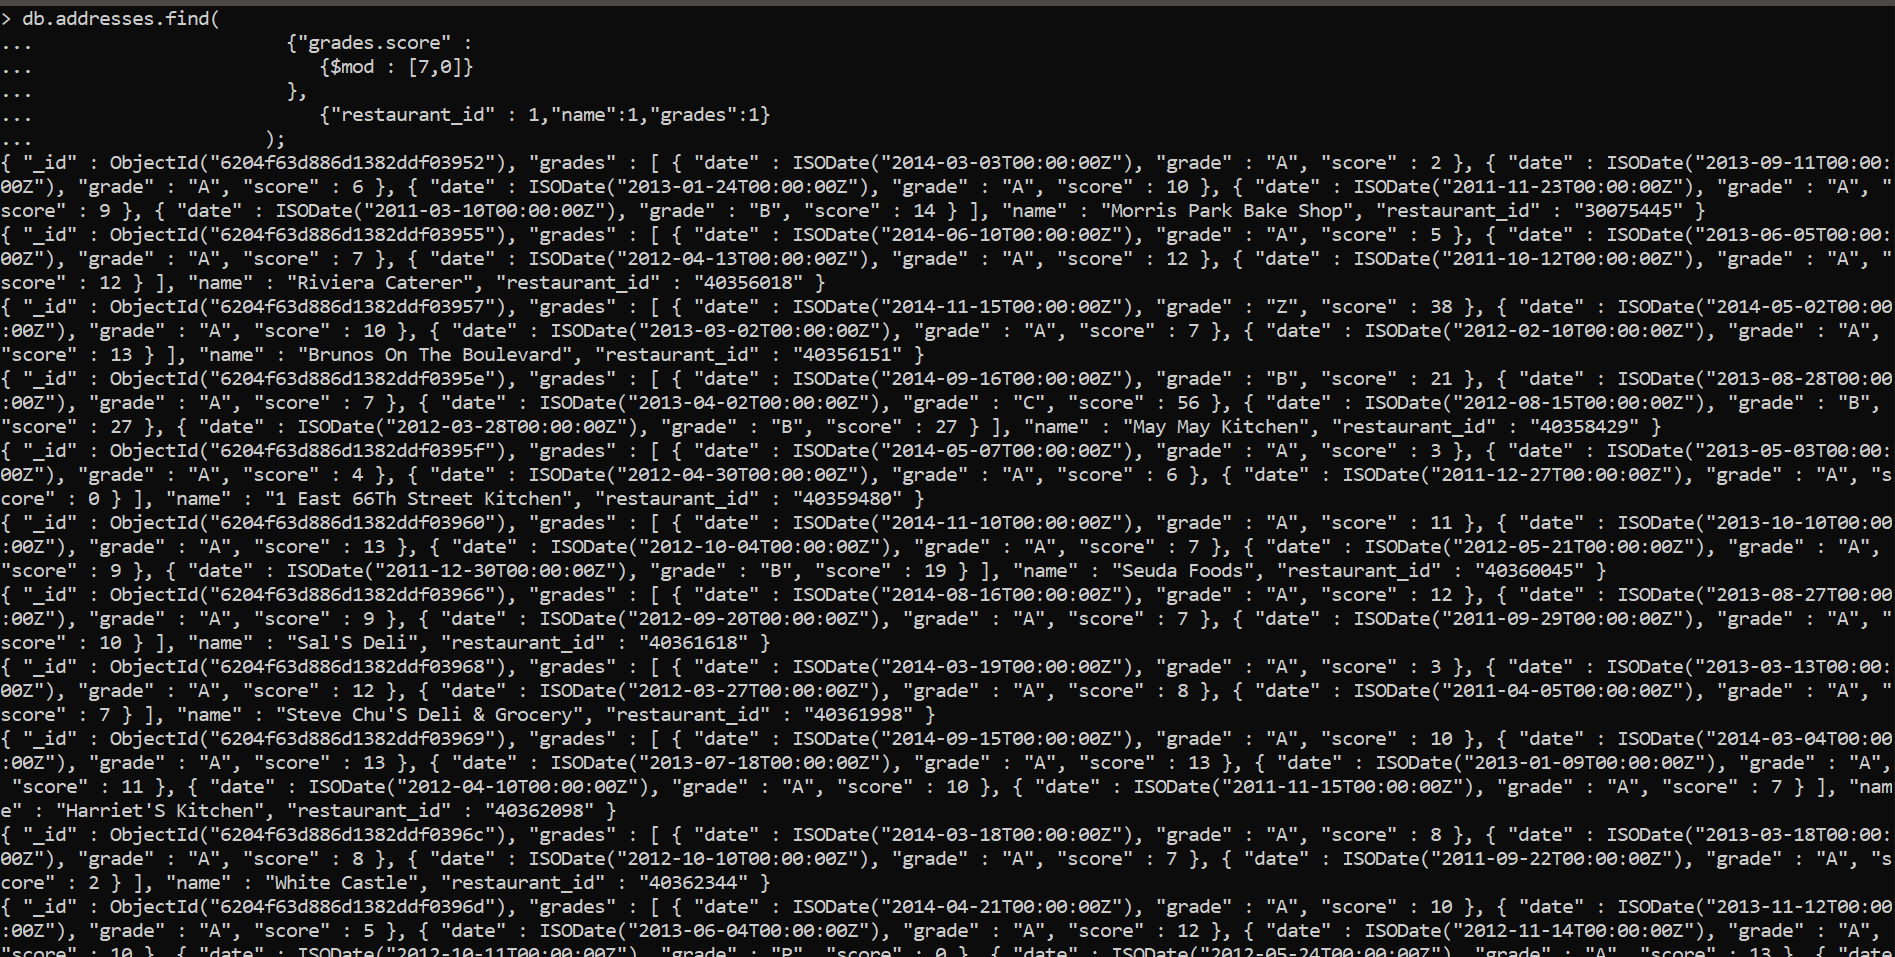 > db.addresses.find(
... {"grades.score" :
... {$mod : [7,0]}
... },
... {"restaurant_id" : 1,"name":1,"grades":1}
... );
{ "_id" : ObjectId("6204f63d886d1382ddf03952"), "grades" : [ { "date" : ISODate("2014-03-03T00:00:00Z"), "grade" : "A", "score" : 2 }, { "date" : ISODate("2013-09-11T00:00:
00Z"), "grade" : "A", "score" : 6 }, { "date" : ISODate("2013-01-24T00:00:00Z"), "grade" : "A", "score" : 10 }, { "date" : ISODate("2011-11-23T00:00:00Z"), "grade" : "A", "
score" : 9 }, { "date" : ISODate("2011-03-10T00:00:00Z"), "grade" : "B", "score" : 14 } ], "name" : "Morris Park Bake Shop", "restaurant_id" : "30075445" }
{ "_id" : ObjectId("6204f63d886d1382ddf03955"), "grades" : [ { "date" : ISODate("2014-06-10T00:00:00Z"), "grade" : "A", "score" : 5 }, { "date" : ISODate("2013-06-05T00:00:
00Z"), "grade" : "A", "score" : 7 }, { "date" : ISODate("2012-04-13T00:00:00Z"), "grade" : "A", "score" : 12 }, { "date" : ISODate("2011-10-12T00:00:00Z"), "grade" : "A", "
score" : 12 } ], "name" : "Riviera Caterer", "restaurant_id" : "40356018" }
{ "_id" : ObjectId("6204f63d886d1382ddf03957"), "grades" : [ { "date" : ISODate("2014-11-15T00:00:00Z"), "grade" : "Z", "score" : 38 }, { "date" : ISODate("2014-05-02T00:00
:00Z"), "grade" : "A", "score" : 10 }, { "date" : ISODate("2013-03-02T00:00:00Z"), "grade" : "A", "score" : 7 }, { "date" : ISODate("2012-02-10T00:00:00Z"), "grade" : "A",
"score" : 13 } ], "name" : "Brunos On The Boulevard", "restaurant_id" : "40356151" }
{ "_id" : ObjectId("6204f63d886d1382ddf0395e"), "grades" : [ { "date" : ISODate("2014-09-16T00:00:00Z"), "grade" : "B", "score" : 21 }, { "date" : ISODate("2013-08-28T00:00
:00Z"), "grade" : "A", "score" : 7 }, { "date" : ISODate("2013-04-02T00:00:00Z"), "grade" : "C", "score" : 56 }, { "date" : ISODate("2012-08-15T00:00:00Z"), "grade" : "B",
"score" : 27 }, { "date" : ISODate("2012-03-28T00:00:00Z"), "grade" : "B", "score" : 27 } ], "name" : "May May Kitchen", "restaurant_id" : "40358429" }
{ "_id" : ObjectId("6204f63d886d1382ddf0395f"), "grades" : [ { "date" : ISODate("2014-05-07T00:00:00Z"), "grade" : "A", "score" : 3 }, { "date" : ISODate("2013-05-03T00:00:
00Z"), "grade" : "A", "score" : 4 }, { "date" : ISODate("2012-04-30T00:00:00Z"), "grade" : "A", "score" : 6 }, { "date" : ISODate("2011-12-27T00:00:00Z"), "grade" : "A", "s
core" : 0 } ], "name" : "1 East 66Th Street Kitchen", "restaurant_id" : "40359480" }
{ "_id" : ObjectId("6204f63d886d1382ddf03960"), "grades" : [ { "date" : ISODate("2014-11-10T00:00:00Z"), "grade" : "A", "score" : 11 }, { "date" : ISODate("2013-10-10T00:00
:00Z"), "grade" : "A", "score" : 13 }, { "date" : ISODate("2012-10-04T00:00:00Z"), "grade" : "A", "score" : 7 }, { "date" : ISODate("2012-05-21T00:00:00Z"), "grade" : "A",
"score" : 9 }, { "date" : ISODate("2011-12-30T00:00:00Z"), "grade" : "B", "score" : 19 } ], "name" : "Seuda Foods", "restaurant_id" : "40360045" }
{ "_id" : ObjectId("6204f63d886d1382ddf03966"), "grades" : [ { "date" : ISODate("2014-08-16T00:00:00Z"), "grade" : "A", "score" : 12 }, { "date" : ISODate("2013-08-27T00:00
:00Z"), "grade" : "A", "score" : 9 }, { "date" : ISODate("2012-09-20T00:00:00Z"), "grade" : "A", "score" : 7 }, { "date" : ISODate("2011-09-29T00:00:00Z"), "grade" : "A", "
score" : 10 } ], "name" : "Sal'S Deli", "restaurant_id" : "40361618" }
{ "_id" : ObjectId("6204f63d886d1382ddf03968"), "grades" : [ { "date" : ISODate("2014-03-19T00:00:00Z"), "grade" : "A", "score" : 3 }, { "date" : ISODate("2013-03-13T00:00:
00Z"), "grade" : "A", "score" : 12 }, { "date" : ISODate("2012-03-27T00:00:00Z"), "grade" : "A", "score" : 8 }, { "date" : ISODate("2011-04-05T00:00:00Z"), "grade" : "A", "
score" : 7 } ], "name" : "Steve Chu'S Deli & Grocery", "restaurant_id" : "40361998" }
{ "_id" : ObjectId("6204f63d886d1382ddf03969"), "grades" : [ { "date" : ISODate("2014-09-15T00:00:00Z"), "grade" : "A", "score" : 10 }, { "date" : ISODate("2014-03-04T00:00
:00Z"), "grade" : "A", "score" : 13 }, { "date" : ISODate("2013-07-18T00:00:00Z"), "grade" : "A", "score" : 13 }, { "date" : ISODate("2013-01-09T00:00:00Z"), "grade" : "A",
"score" : 11 }, { "date" : ISODate("2012-04-10T00:00:00Z"), "grade" : "A", "score" : 10 }, { "date" : ISODate("2011-11-15T00:00:00Z"), "grade" : "A", "score" : 7 } ], "nam
e" : "Harriet'S Kitchen", "restaurant_id" : "40362098" }
{ "_id" : ObjectId("6204f63d886d1382ddf0396c"), "grades" : [ { "date" : ISODate("2014-03-18T00:00:00Z"), "grade" : "A", "score" : 8 }, { "date" : ISODate("2013-03-18T00:00:
00Z"), "grade" : "A", "score" : 8 }, { "date" : ISODate("2012-10-10T00:00:00Z"), "grade" : "A", "score" : 7 }, { "date" : ISODate("2011-09-22T00:00:00Z"), "grade" : "A", "s
core" : 2 } ], "name" : "White Castle", "restaurant_id" : "40362344" }
{ "_id" : ObjectId("6204f63d886d1382ddf0396d"), "grades" : [ { "date" : ISODate("2014-04-21T00:00:00Z"), "grade" : "A", "score" : 10 }, { "date" : ISODate("2013-11-12T00:00
:00Z"), "grade" : "A", "score" : 5 }, { "date" : ISODate("2013-06-04T00:00:00Z"), "grade" : "A", "score" : 12 }, { "date" : ISODate("2012-11-14T00:00:00Z"), "grade" : "A",
"score" : 10 }, { "date" : ISODate("2012-10-11T00:00:00Z"), "grade" : "P", "score" : 0 }, { "date" : ISODate("2012-05-24T00:00:00Z"), "grade" : "A", "score" : 13 }, { "date